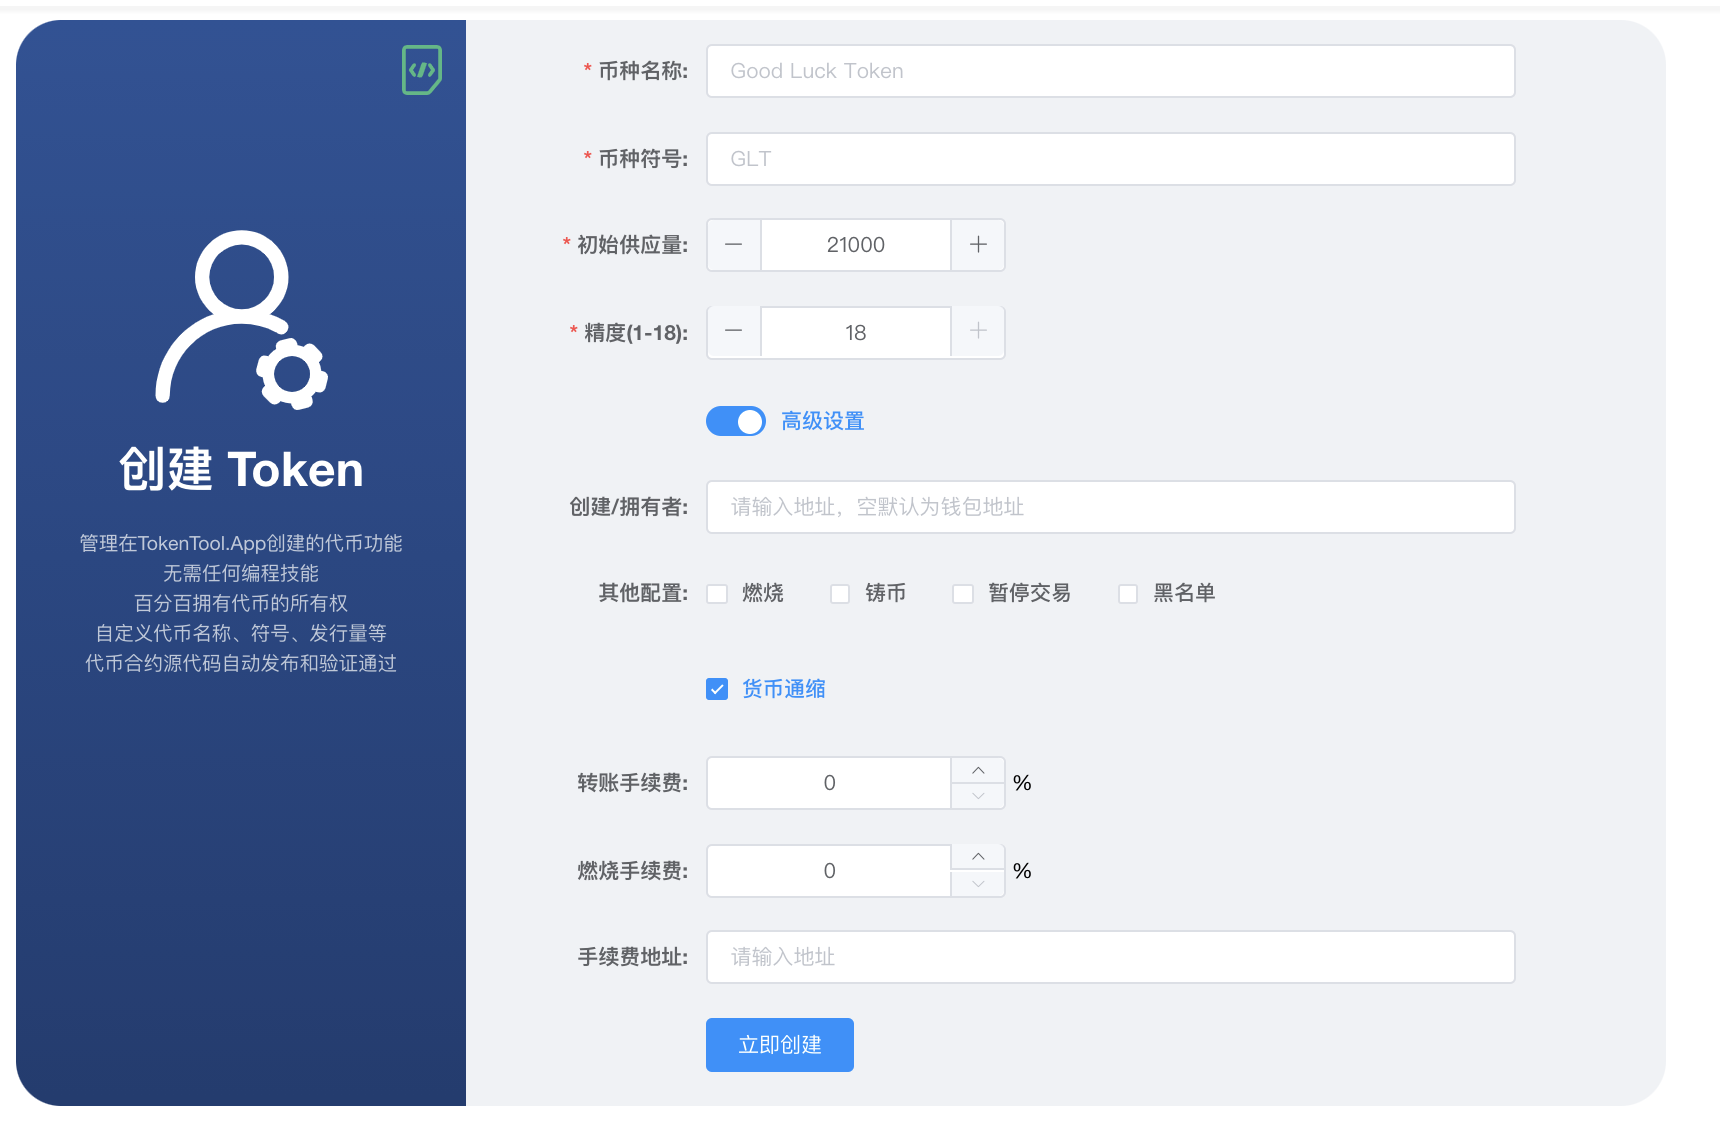 创建 Token
管理在TokenTool.App创建的代币功能
无需任何编程技能
百分百拥有代币的所有权
自定义代币名称、符号、发行量等
代币合约源代码自动发布和验证通过
* 币种名称: Good Luck Token
* 币种符号: GLT
* 初始供应量: 21000
* 精度(1-18): 18
高级设置
创建/拥有者: 请输入地址，空默认为钱包地址
其他配置: 燃烧 铸币 暂停交易 黑名单
货币通缩
转账手续费: 0 %
燃烧手续费: 0 %
手续费地址: 请输入地址
立即创建